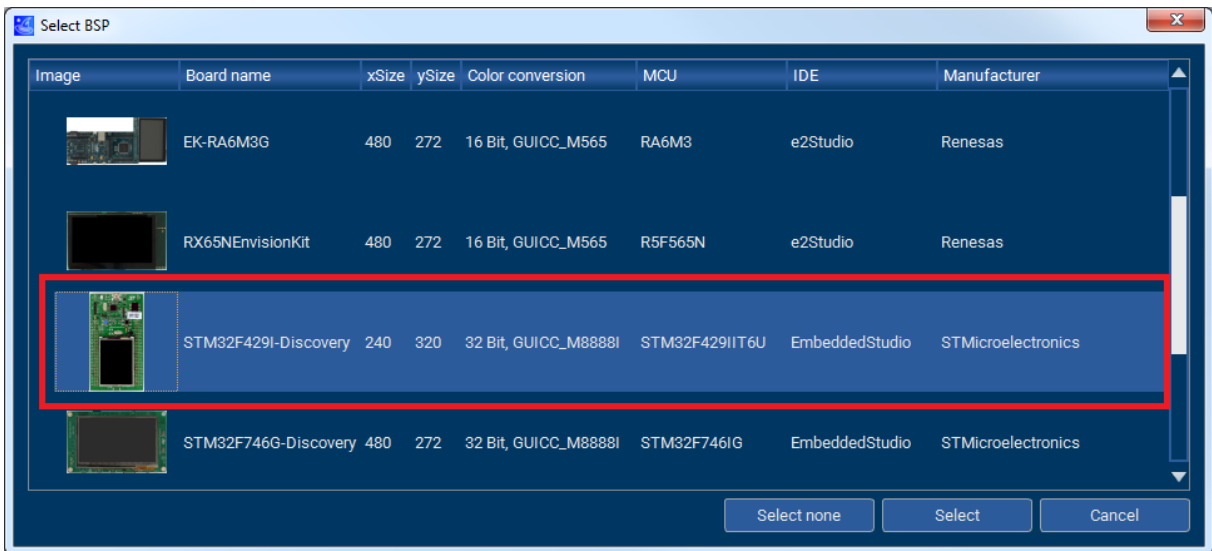 Select BSP
Image Board name xSize ySize Color conversion MCU IDE Manufacturer
EK-RA6M3G 480 272 16 Bit, GUICC_M565 RA6M3 e2Studio Renesas
RX65NEnvisionKit 480 272 16 Bit, GUICC_M565 R5F565N e2Studio Renesas
STM32F429I-Discovery 240 320 32 Bit, GUICC_M8888I STM32F429IIT6U EmbeddedStudio STMicroelectronics
STM32F746G-Discovery 480 272 32 Bit, GUICC_M8888I STM32F746IG EmbeddedStudio STMicroelectronics
Select none Select Cancel